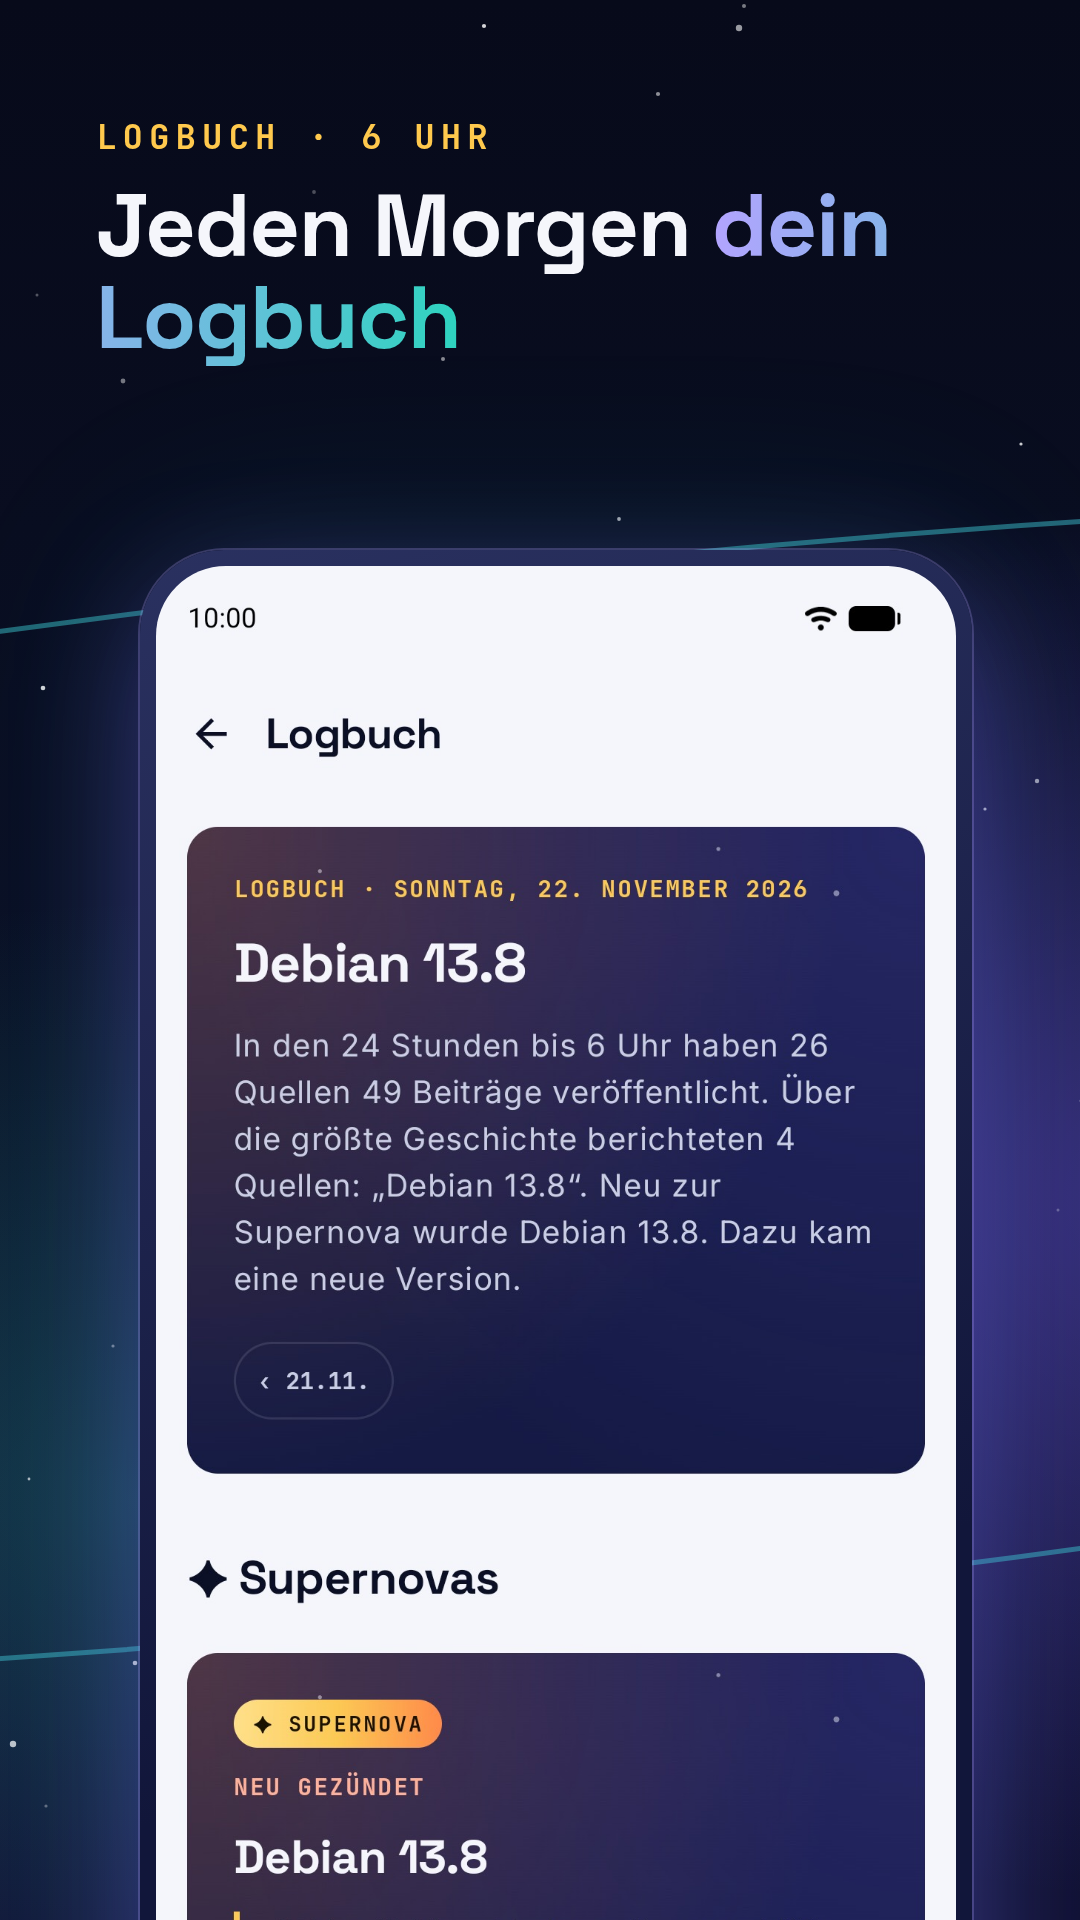 LOGBUCH · 6 UHR
Jeden Morgen dein
Logbuch
10:00
Logbuch
LOGBUCH · SONNTAG, 22. NOVEMBER 2026
Debian 13.8
In den 24 Stunden bis 6 Uhr haben 26
Quellen 49 Beiträge veröffentlicht. Über
die größte Geschichte berichteten 4
Quellen: „Debian 13.8“. Neu zur
Supernova wurde Debian 13.8. Dazu kam
eine neue Version.
‹ 21.11.
Supernovas
SUPERNOVA
NEU GEZÜNDET
Debian 13.8